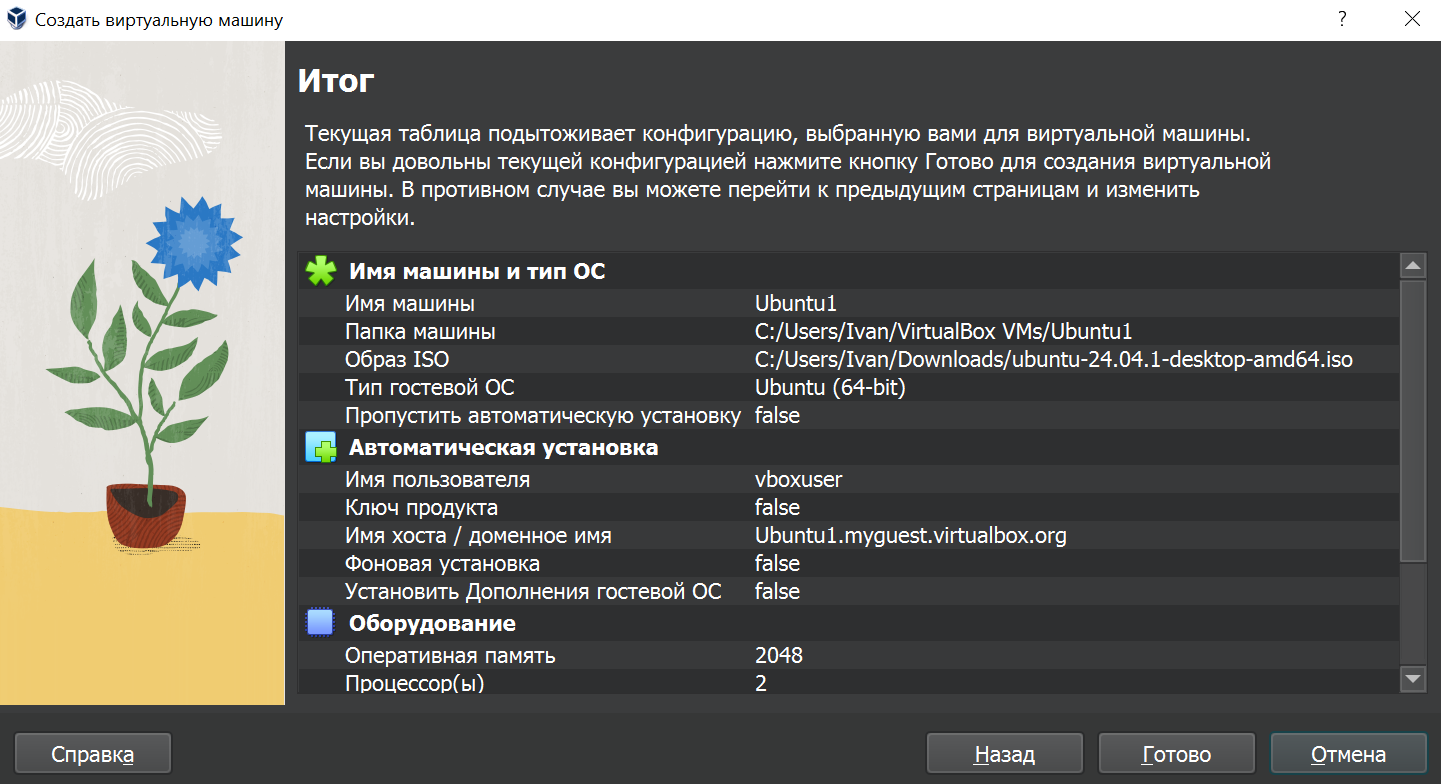 Создать виртуальную машину
?
Итог
Текущая таблица подытоживает конфигурацию, выбранную вами для виртуальной машины.
Если вы довольны текущей конфигурацией нажмите кнопку Готово для создания виртуальной
машины. В противном случае вы можете перейти к предыдущим страницам и изменить
настройки.
Имя машины и тип ОС
Имя машины Ubuntu1
Папка машины C:/Users/Ivan/VirtualBox VMs/Ubuntu1
Образ ISO C:/Users/Ivan/Downloads/ubuntu-24.04.1-desktop-amd64.iso
Тип гостевой ОС Ubuntu (64-bit)
Пропустить автоматическую установку false
Автоматическая установка
Имя пользователя vboxuser
Ключ продукта false
Имя хоста / доменное имя Ubuntu1.myguest.virtualbox.org
Фоновая установка false
Установить Дополнения гостевой ОС false
Оборудование
Оперативная память 2048
Процессор(ы) 2
Справка Назад Готово Отмена